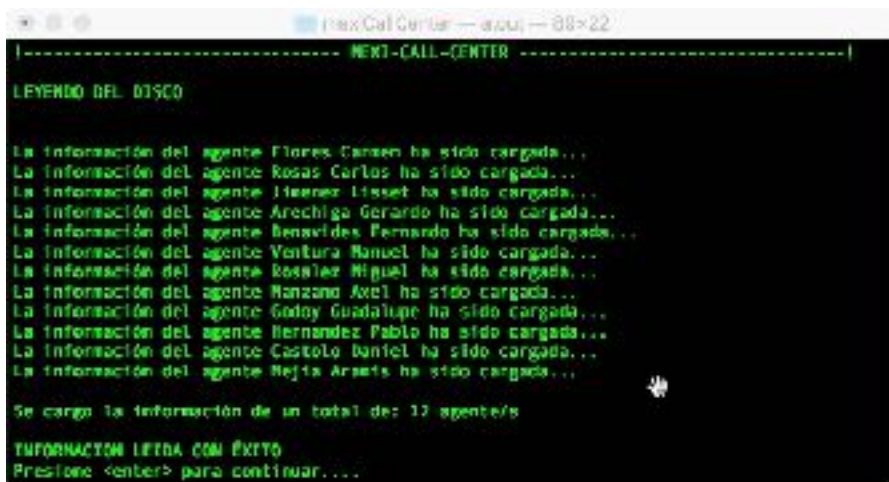 nexiCallCenter — a.out — 88×22
|------------------------------- NEXI-CALL-CENTER --------------------------------|
LEYENDO DEL DISCO
La información del agente Flores Carmen ha sido cargada...
La información del agente Rosas Carlos ha sido cargada...
La información del agente Jimenez Lisset ha sido cargada...
La información del agente Arechiga Gerardo ha sido cargada...
La información del agente Benavides Fernando ha sido cargada...
La información del agente Ventura Manuel ha sido cargada...
La información del agente Rosales Miguel ha sido cargada...
La información del agente Manzano Axel ha sido cargada...
La información del agente Godoy Guadalupe ha sido cargada...
La información del agente Hernandez Pablo ha sido cargada...
La información del agente Castolo Daniel ha sido cargada...
La información del agente Mejia Aramis ha sido cargada...
Se cargo la información de un total de: 12 agente/s
INFORMACION LEIDA CON ÉXITO
Presione <enter> para continuar....